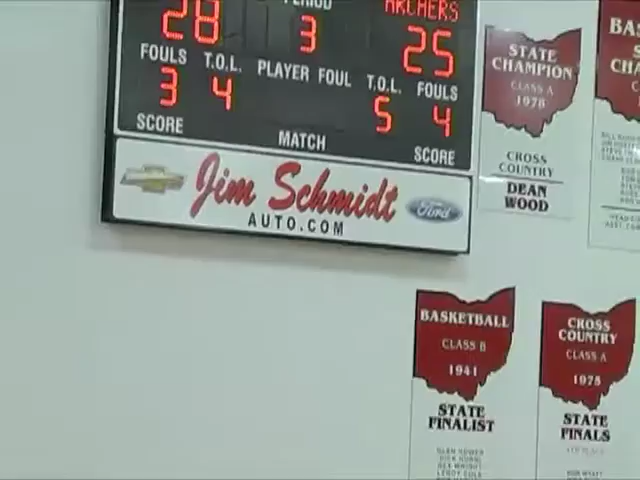 PERIOD
ARCHERS
28
3
25
FOULS
T.O.L.
PLAYER FOUL
T.O.L.
FOULS
3
4
5
4
SCORE
MATCH
SCORE
Jim Schmidt
Ford
AUTO.COM
STATE
CHAMPION
CLASS A
1978
CROSS
COUNTRY
DEAN
WOOD
BASKETBALL
CLASS B
1941
STATE
FINALIST
CROSS
COUNTRY
CLASS A
1975
STATE
FINALS